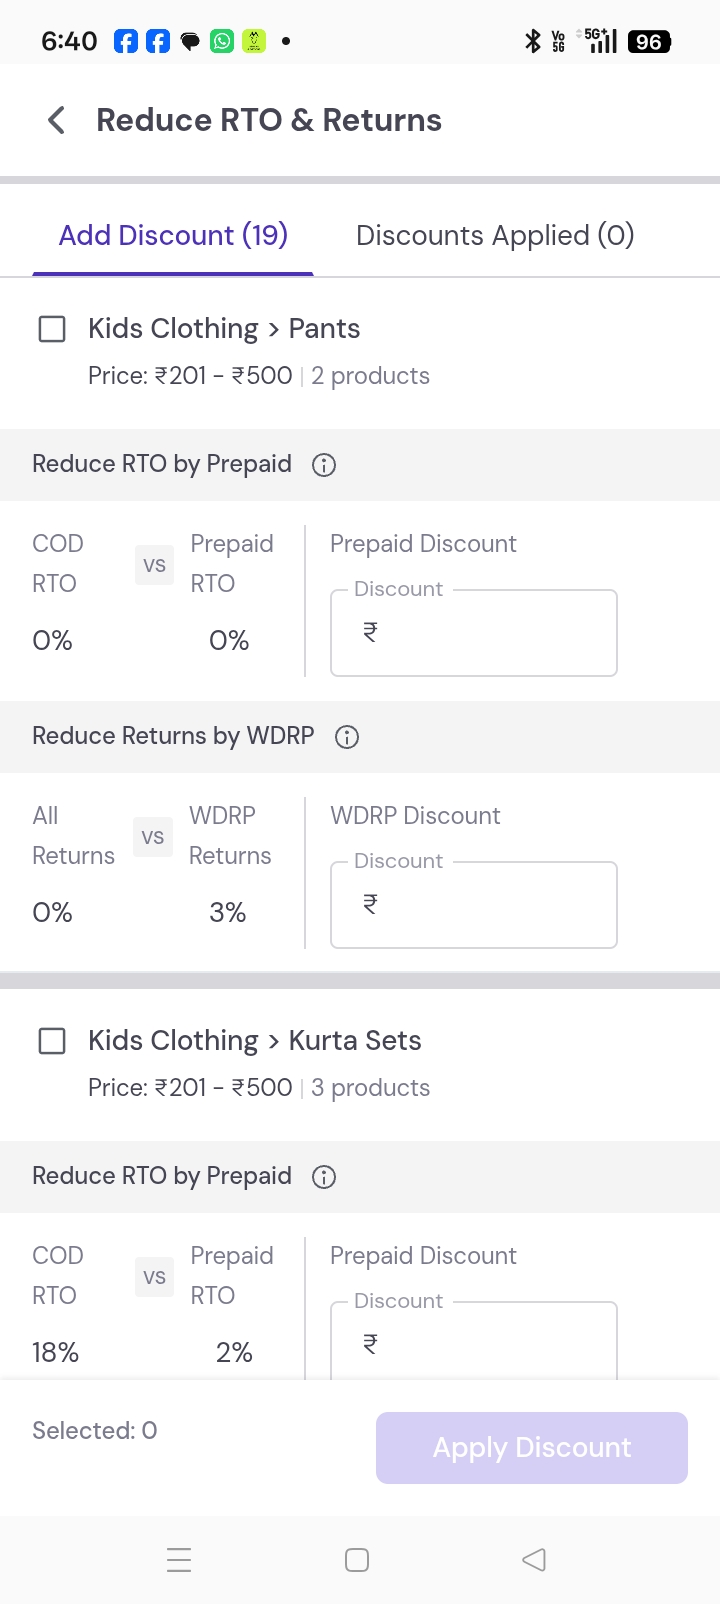 6:40
Vo 5G
5G+
96
Reduce RTO & Returns
Add Discount (19)
Discounts Applied (0)
Kids Clothing > Pants
Price: ₹201 - ₹500 | 2 products
Reduce RTO by Prepaid
COD RTO
VS
Prepaid RTO
Prepaid Discount
Discount
₹
0%
0%
Reduce Returns by WDRP
All Returns
VS
WDRP Returns
WDRP Discount
Discount
₹
0%
3%
Kids Clothing > Kurta Sets
Price: ₹201 - ₹500 | 3 products
Reduce RTO by Prepaid
COD RTO
VS
Prepaid RTO
Prepaid Discount
Discount
₹
18%
2%
Selected: 0
Apply Discount